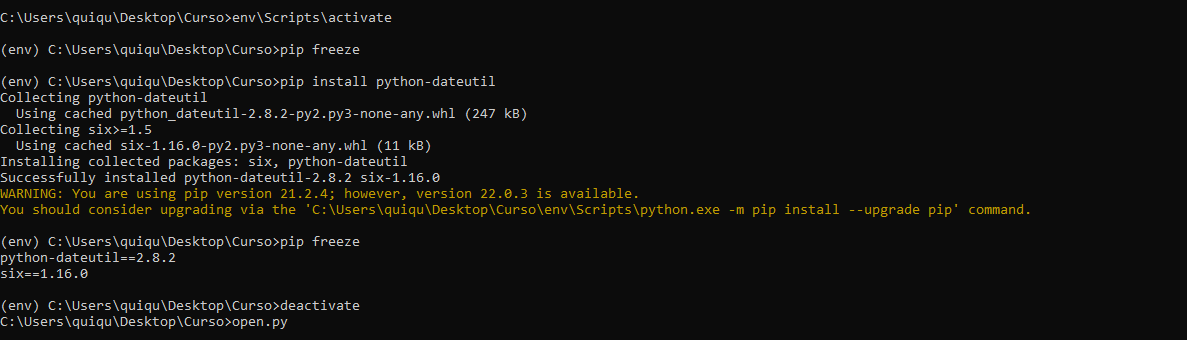 C:\Users\quiqu\Desktop\Curso>env\Scripts\activate
(env) C:\Users\quiqu\Desktop\Curso>pip freeze
(env) C:\Users\quiqu\Desktop\Curso>pip install python-dateutil
Collecting python-dateutil
  Using cached python_dateutil-2.8.2-py2.py3-none-any.whl (247 kB)
Collecting six>=1.5
  Using cached six-1.16.0-py2.py3-none-any.whl (11 kB)
Installing collected packages: six, python-dateutil
Successfully installed python-dateutil-2.8.2 six-1.16.0
WARNING: You are using pip version 21.2.4; however, version 22.0.3 is available.
You should consider upgrading via the 'C:\Users\quiqu\Desktop\Curso\env\Scripts\python.exe -m pip install --upgrade pip' command.
(env) C:\Users\quiqu\Desktop\Curso>pip freeze
python-dateutil==2.8.2
six==1.16.0
(env) C:\Users\quiqu\Desktop\Curso>deactivate
C:\Users\quiqu\Desktop\Curso>open.py